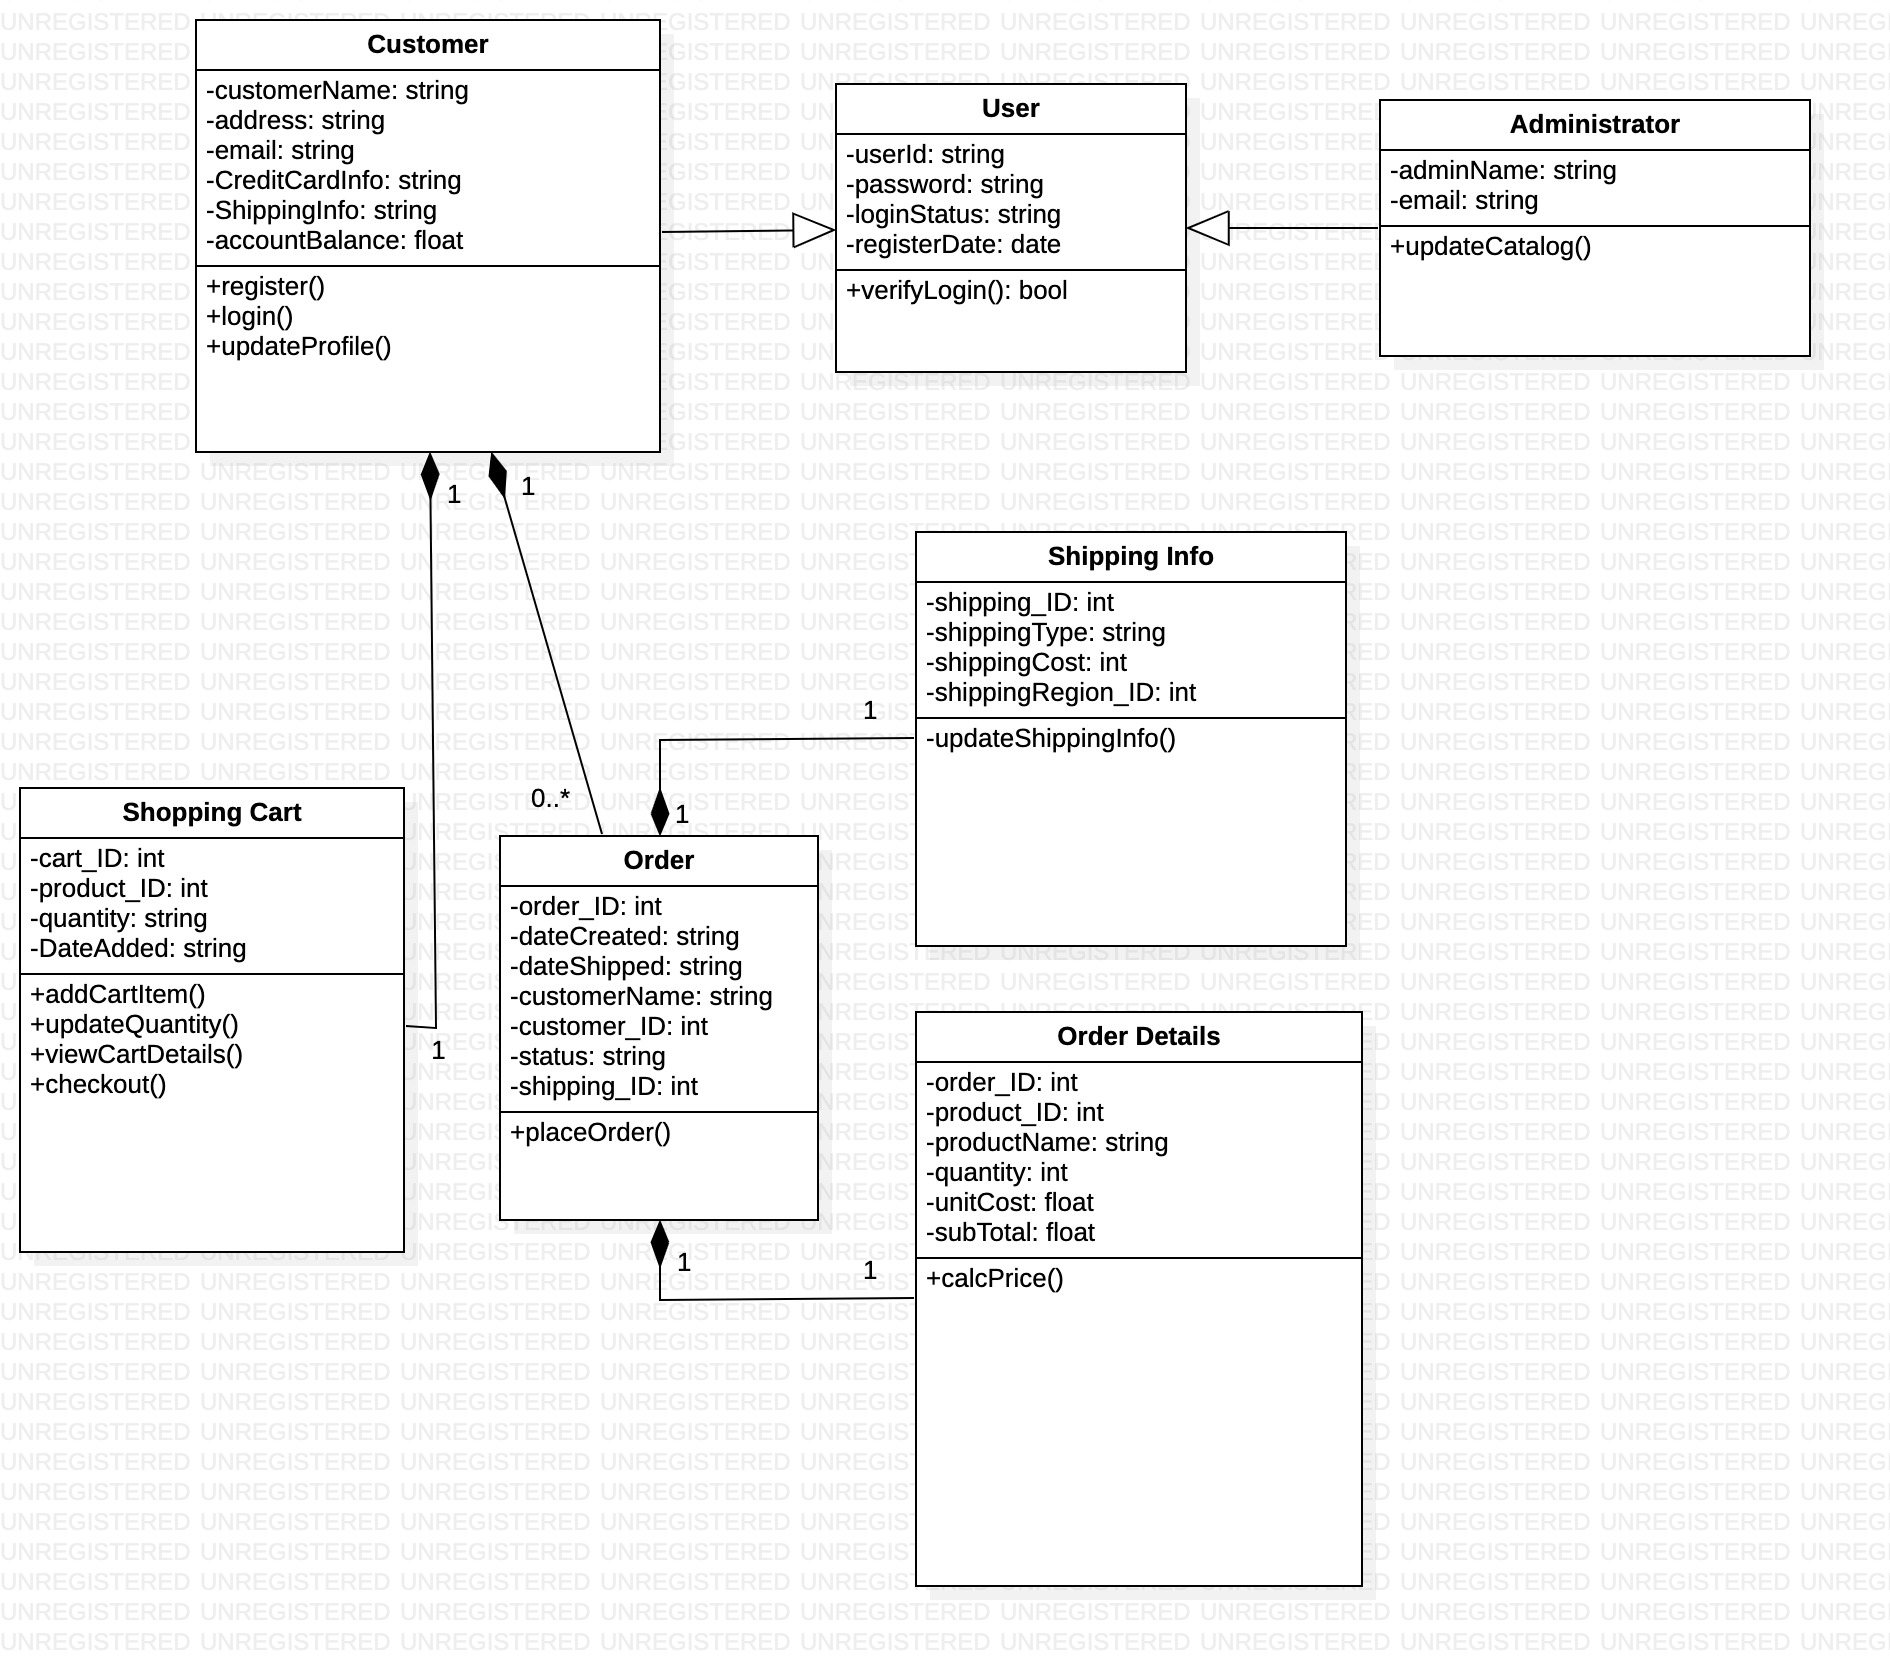 Customer
-customerName: string
-address: string
-email: string
-CreditCardInfo: string
-ShippingInfo: string
-accountBalance: float
+register()
+login()
+updateProfile()
User
-userId: string
-password: string
-loginStatus: string
-registerDate: date
+verifyLogin(): bool
Administrator
-adminName: string
-email: string
+updateCatalog()
1
1
Shipping Info
-shipping_ID: int
-shippingType: string
-shippingCost: int
-shippingRegion_ID: int
-updateShippingInfo()
1
0..*
1
Shopping Cart
-cart_ID: int
-product_ID: int
-quantity: string
-DateAdded: string
+addCartItem()
+updateQuantity()
+viewCartDetails()
+checkout()
1
Order
-order_ID: int
-dateCreated: string
-dateShipped: string
-customerName: string
-customer_ID: int
-status: string
-shipping_ID: int
+placeOrder()
1
1
Order Details
-order_ID: int
-product_ID: int
-productName: string
-quantity: int
-unitCost: float
-subTotal: float
+calcPrice()
UNREGISTERED